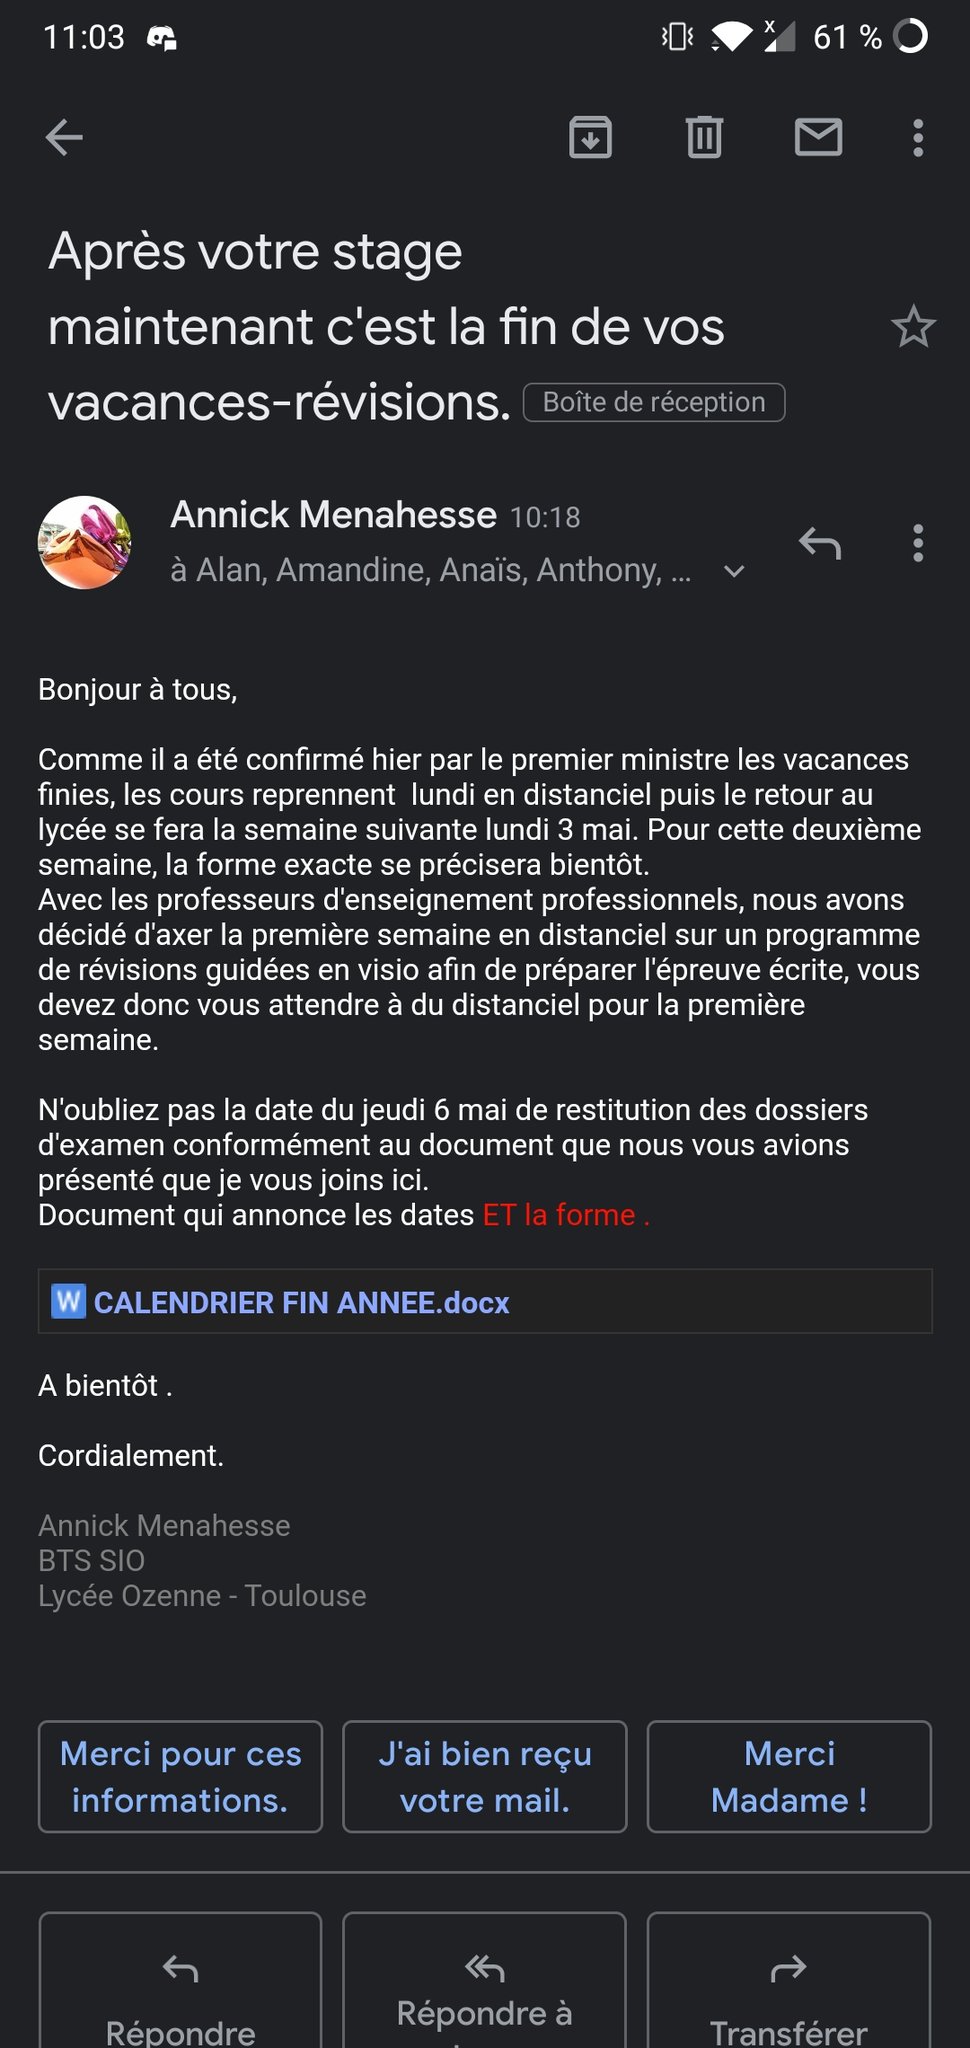 11:03
x
61 %
Après votre stage
maintenant c'est la fin de vos
vacances-révisions. Boîte de réception
Annick Menahesse 10:18
à Alan, Amandine, Anaïs, Anthony, ...
Bonjour à tous,
Comme il a été confirmé hier par le premier ministre les vacances
finies, les cours reprennent  lundi en distanciel puis le retour au
lycée se fera la semaine suivante lundi 3 mai. Pour cette deuxième
semaine, la forme exacte se précisera bientôt.
Avec les professeurs d'enseignement professionnels, nous avons
décidé d'axer la première semaine en distanciel sur un programme
de révisions guidées en visio afin de préparer l'épreuve écrite, vous
devez donc vous attendre à du distanciel pour la première
semaine.
N'oubliez pas la date du jeudi 6 mai de restitution des dossiers
d'examen conformément au document que nous vous avions
présenté que je vous joins ici.
Document qui annonce les dates ET la forme .
W CALENDRIER FIN ANNEE.docx
A bientôt .
Cordialement.
Annick Menahesse
BTS SIO
Lycée Ozenne - Toulouse
Merci pour ces
informations.
J'ai bien reçu
votre mail.
Merci
Madame !
Répondre
Répondre à
Transférer